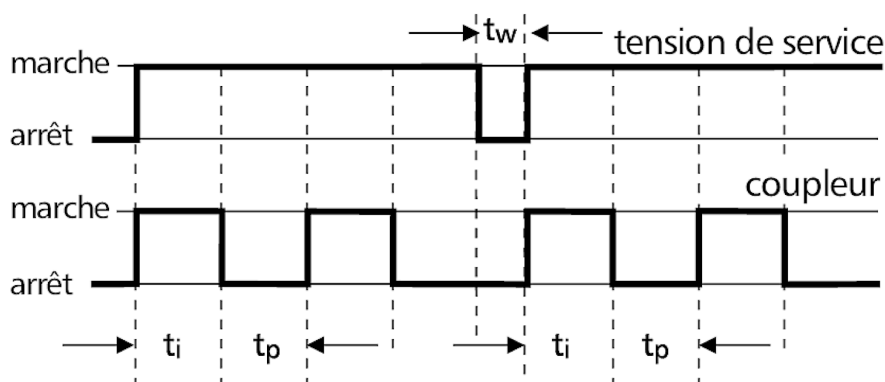 tw
tension de service
marche
arrêt
coupleur
marche
arrêt
ti tp ti tp